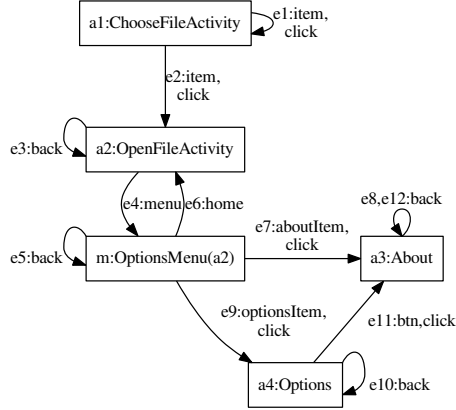 a1:ChooseFileActivity
e1:item,
click
e2:item,
click
e3:back
a2:OpenFileActivity
e4:menu
e6:home
e8,e12:back
e7:aboutItem,
click
e5:back
m:OptionsMenu(a2)
a3:About
e9:optionsItem,
click
e11:btn,click
a4:Options
e10:back